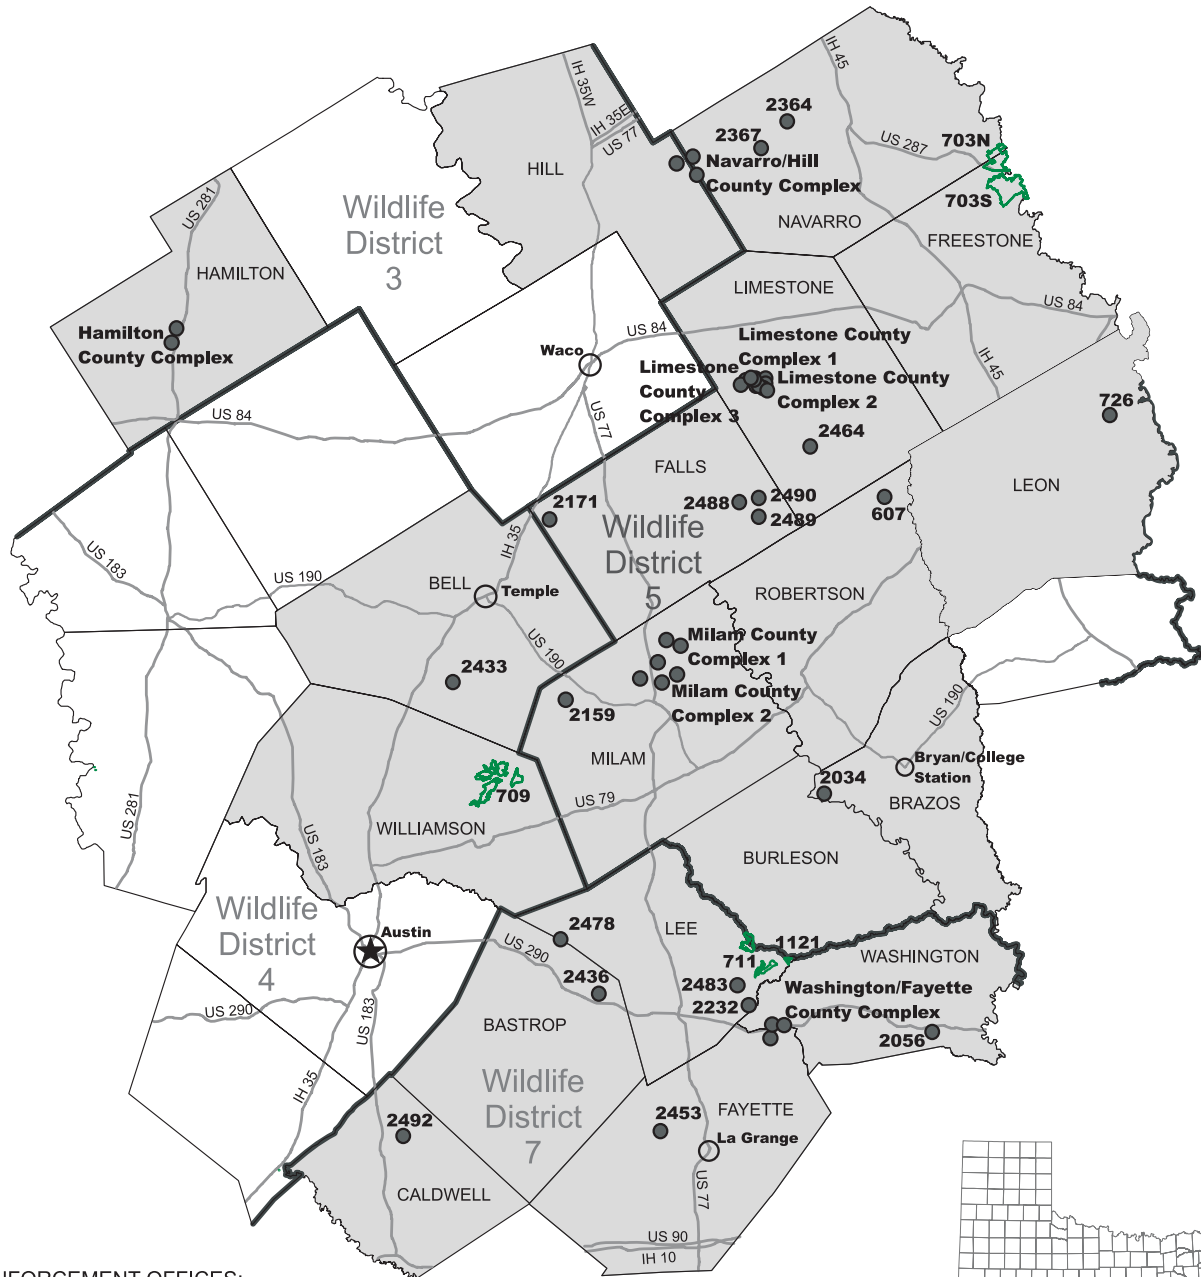 IH 45
IH 35W
IH 35E
US 77
2364
2367
US 287
703N
Navarro/Hill
County Complex
HILL
703S
NAVARRO
FREESTONE
US 281
Wildlife
District
3
HAMILTON
LIMESTONE
US 84
Hamilton
County Complex
US 84
Limestone County
Complex 1
Waco
Limestone
County
Complex 3
Limestone County
Complex 2
IH 45
726
US 84
US 77
2464
FALLS
LEON
2171
2488
2490
2489
607
IH 35
Wildlife
District
5
US 183
US 190
BELL
Temple
ROBERTSON
US 190
Milam County
Complex 1
2433
Milam County
Complex 2
2159
US 190
MILAM
Bryan/College
Station
709
2034
US 79
BRAZOS
US 281
US 183
WILLIAMSON
BURLESON
Wildlife
District
4
Austin
2478
LEE
US 290
1121
WASHINGTON
711
2436
2483
Washington/Fayette
County Complex
2232
US 290
US 183
BASTROP
2056
Wildlife
District
7
IH 35
2492
2453
FAYETTE
La Grange
CALDWELL
US 77
US 90
IH 10
NFORCEMENT OFFICES: